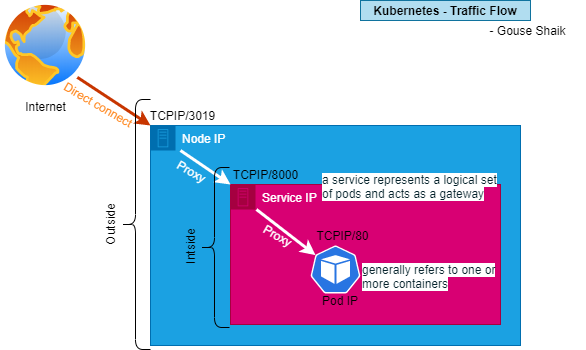 Kubernetes - Traffic Flow
- Gouse Shaik
Internet
Direct connect
TCPIP/3019
Node IP
Proxy
TCPIP/8000
a service represents a logical set
of pods and acts as a gateway
Service IP
Proxy
TCPIP/80
Outside
Intside
generally refers to one or
more containers
Pod IP